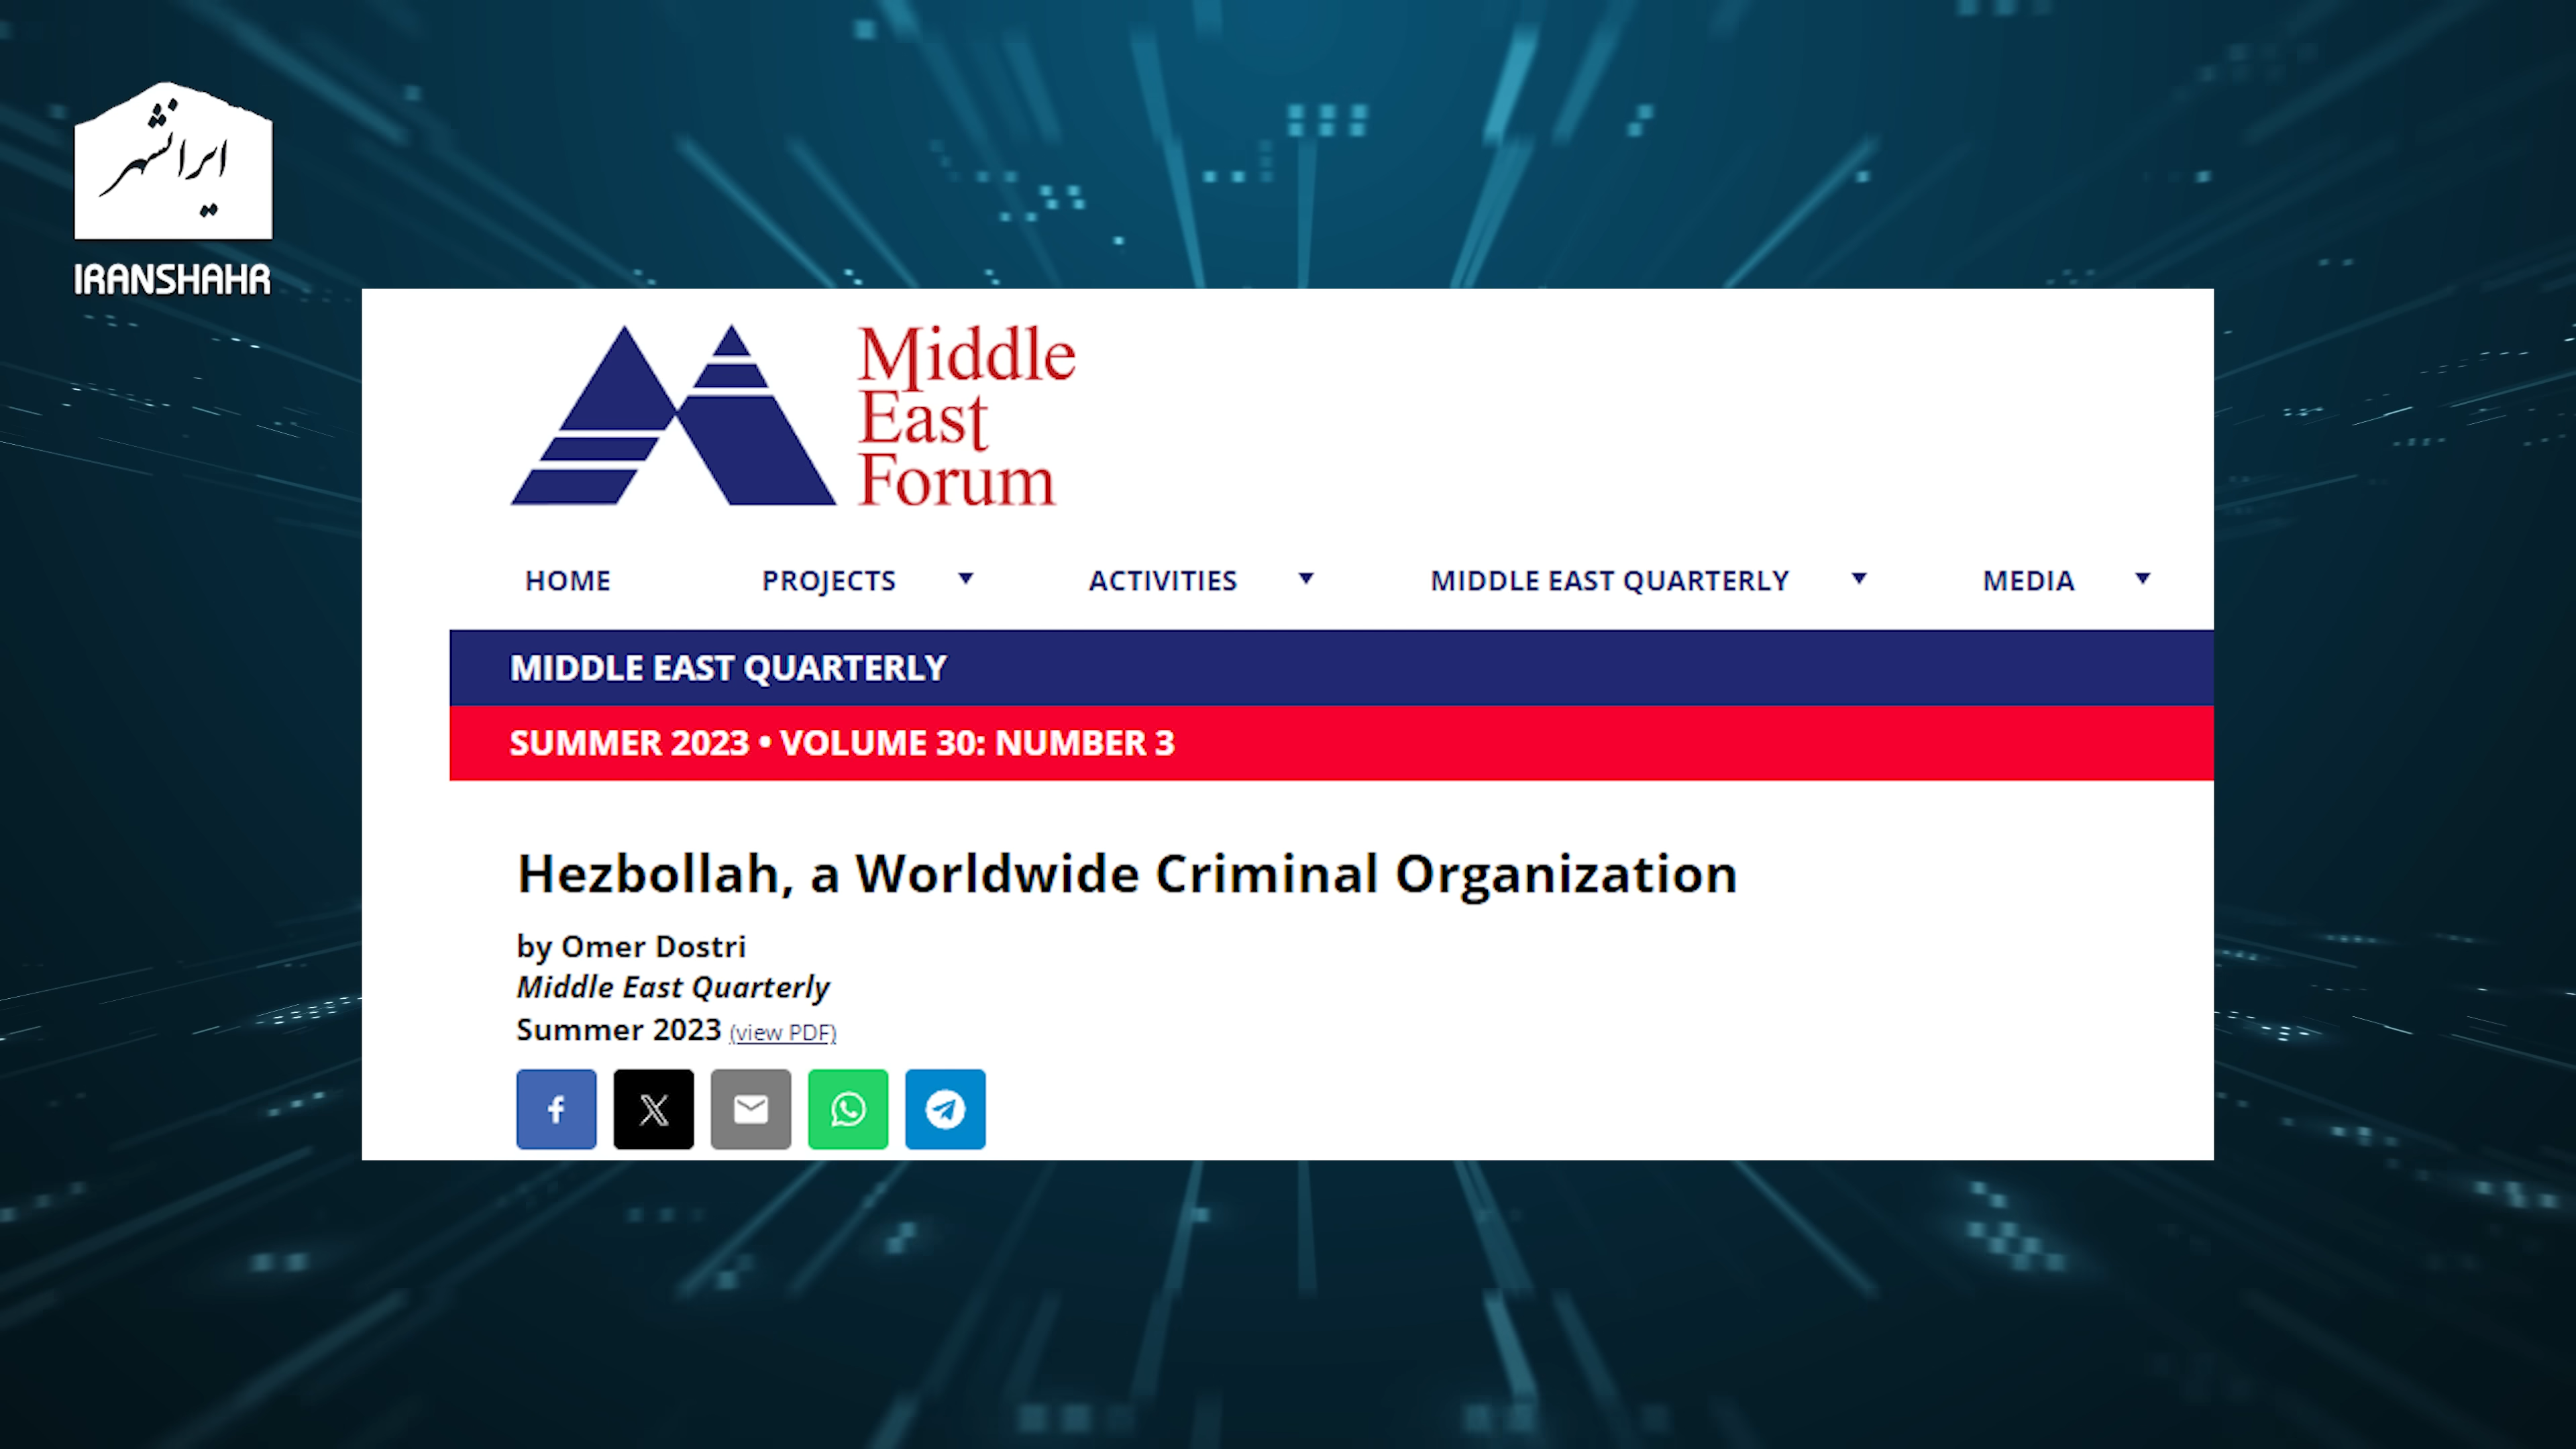 ایرانشهر
IRANSHAHR
Middle
East
Forum
HOME PROJECTS ACTIVITIES MIDDLE EAST QUARTERLY MEDIA
MIDDLE EAST QUARTERLY
SUMMER 2023 • VOLUME 30: NUMBER 3
Hezbollah, a Worldwide Criminal Organization
by Omer Dostri
Middle East Quarterly
Summer 2023 (view PDF)